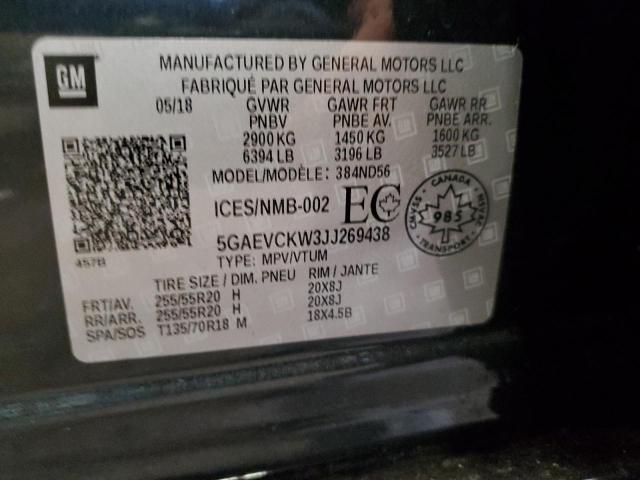 GM
MANUFACTURED BY GENERAL MOTORS LLC
FABRIQUÉ PAR GENERAL MOTORS LLC
05/18 GVWR GAWR FRT GAWR RR
PNBV PNBE AV. PNBE ARR.
2900 KG 1450 KG 1600 KG
6394 LB 3196 LB 3527 LB
MODEL/MODÈLE: 384ND56
ICES/NMB-002 EC
CANADA
CMVSS 985 NSVAC
TRANSPORT
5GAEVCKW3JJ269438
457B
TYPE: MPV/VTUM
TIRE SIZE / DIM. PNEU RIM / JANTE
FRT/AV. 255/55R20 H 20X8J
RR/ARR. 255/55R20 H 20X8J
SPA/SOS T135/70R18 M 18X4.5B